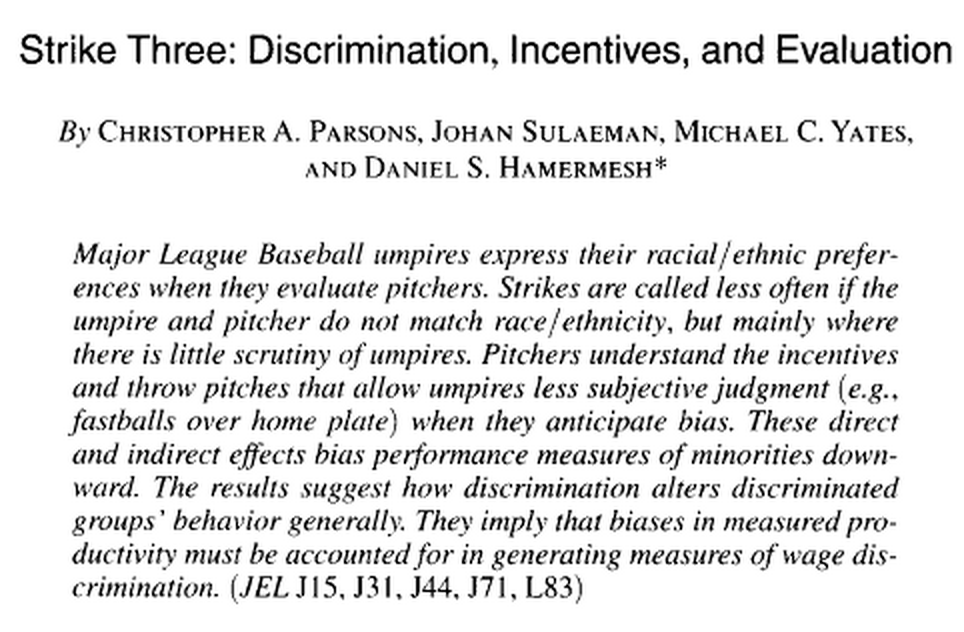 Strike Three: Discrimination, Incentives, and Evaluation
By CHRISTOPHER A. PARSONS, JOHAN SULAEMAN, MICHAEL C. YATES,
AND DANIEL S. HAMERMESH*
Major League Baseball umpires express their racial/ethnic prefer-
ences when they evaluate pitchers. Strikes are called less often if the
umpire and pitcher do not match race/ethnicity, but mainly where
there is little scrutiny of umpires. Pitchers understand the incentives
and throw pitches that allow umpires less subjective judgment (e.g.,
fastballs over home plate) when they anticipate bias. These direct
and indirect effects bias performance measures of minorities down-
ward. The results suggest how discrimination alters discriminated
groups' behavior generally. They imply that biases in measured pro-
ductivity must be accounted for in generating measures of wage dis-
crimination. (JEL J15, J31, J44, J71, L83)